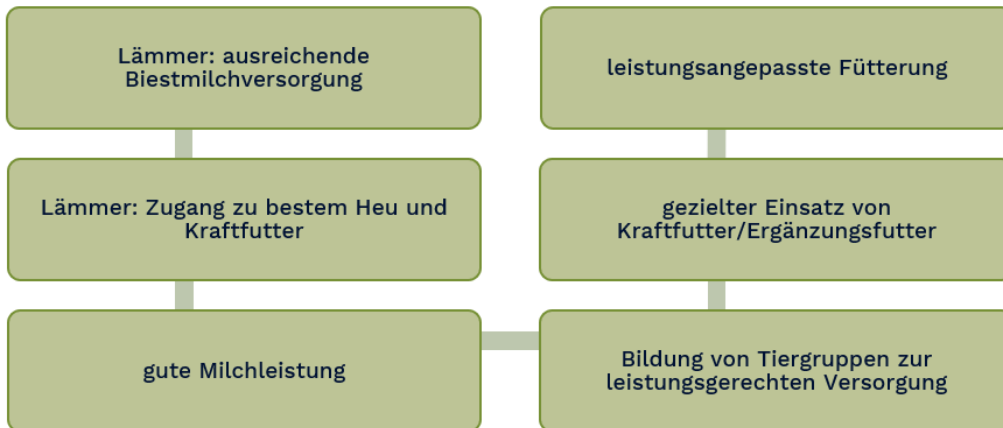 Lämmer: ausreichende
Biestmilchversorgung
Lämmer: Zugang zu bestem Heu und
Kraftfutter
gute Milchleistung
Bildung von Tiergruppen zur
leistungsgerechten Versorgung
gezielter Einsatz von
Kraftfutter/Ergänzungsfutter
leistungsangepasste Fütterung